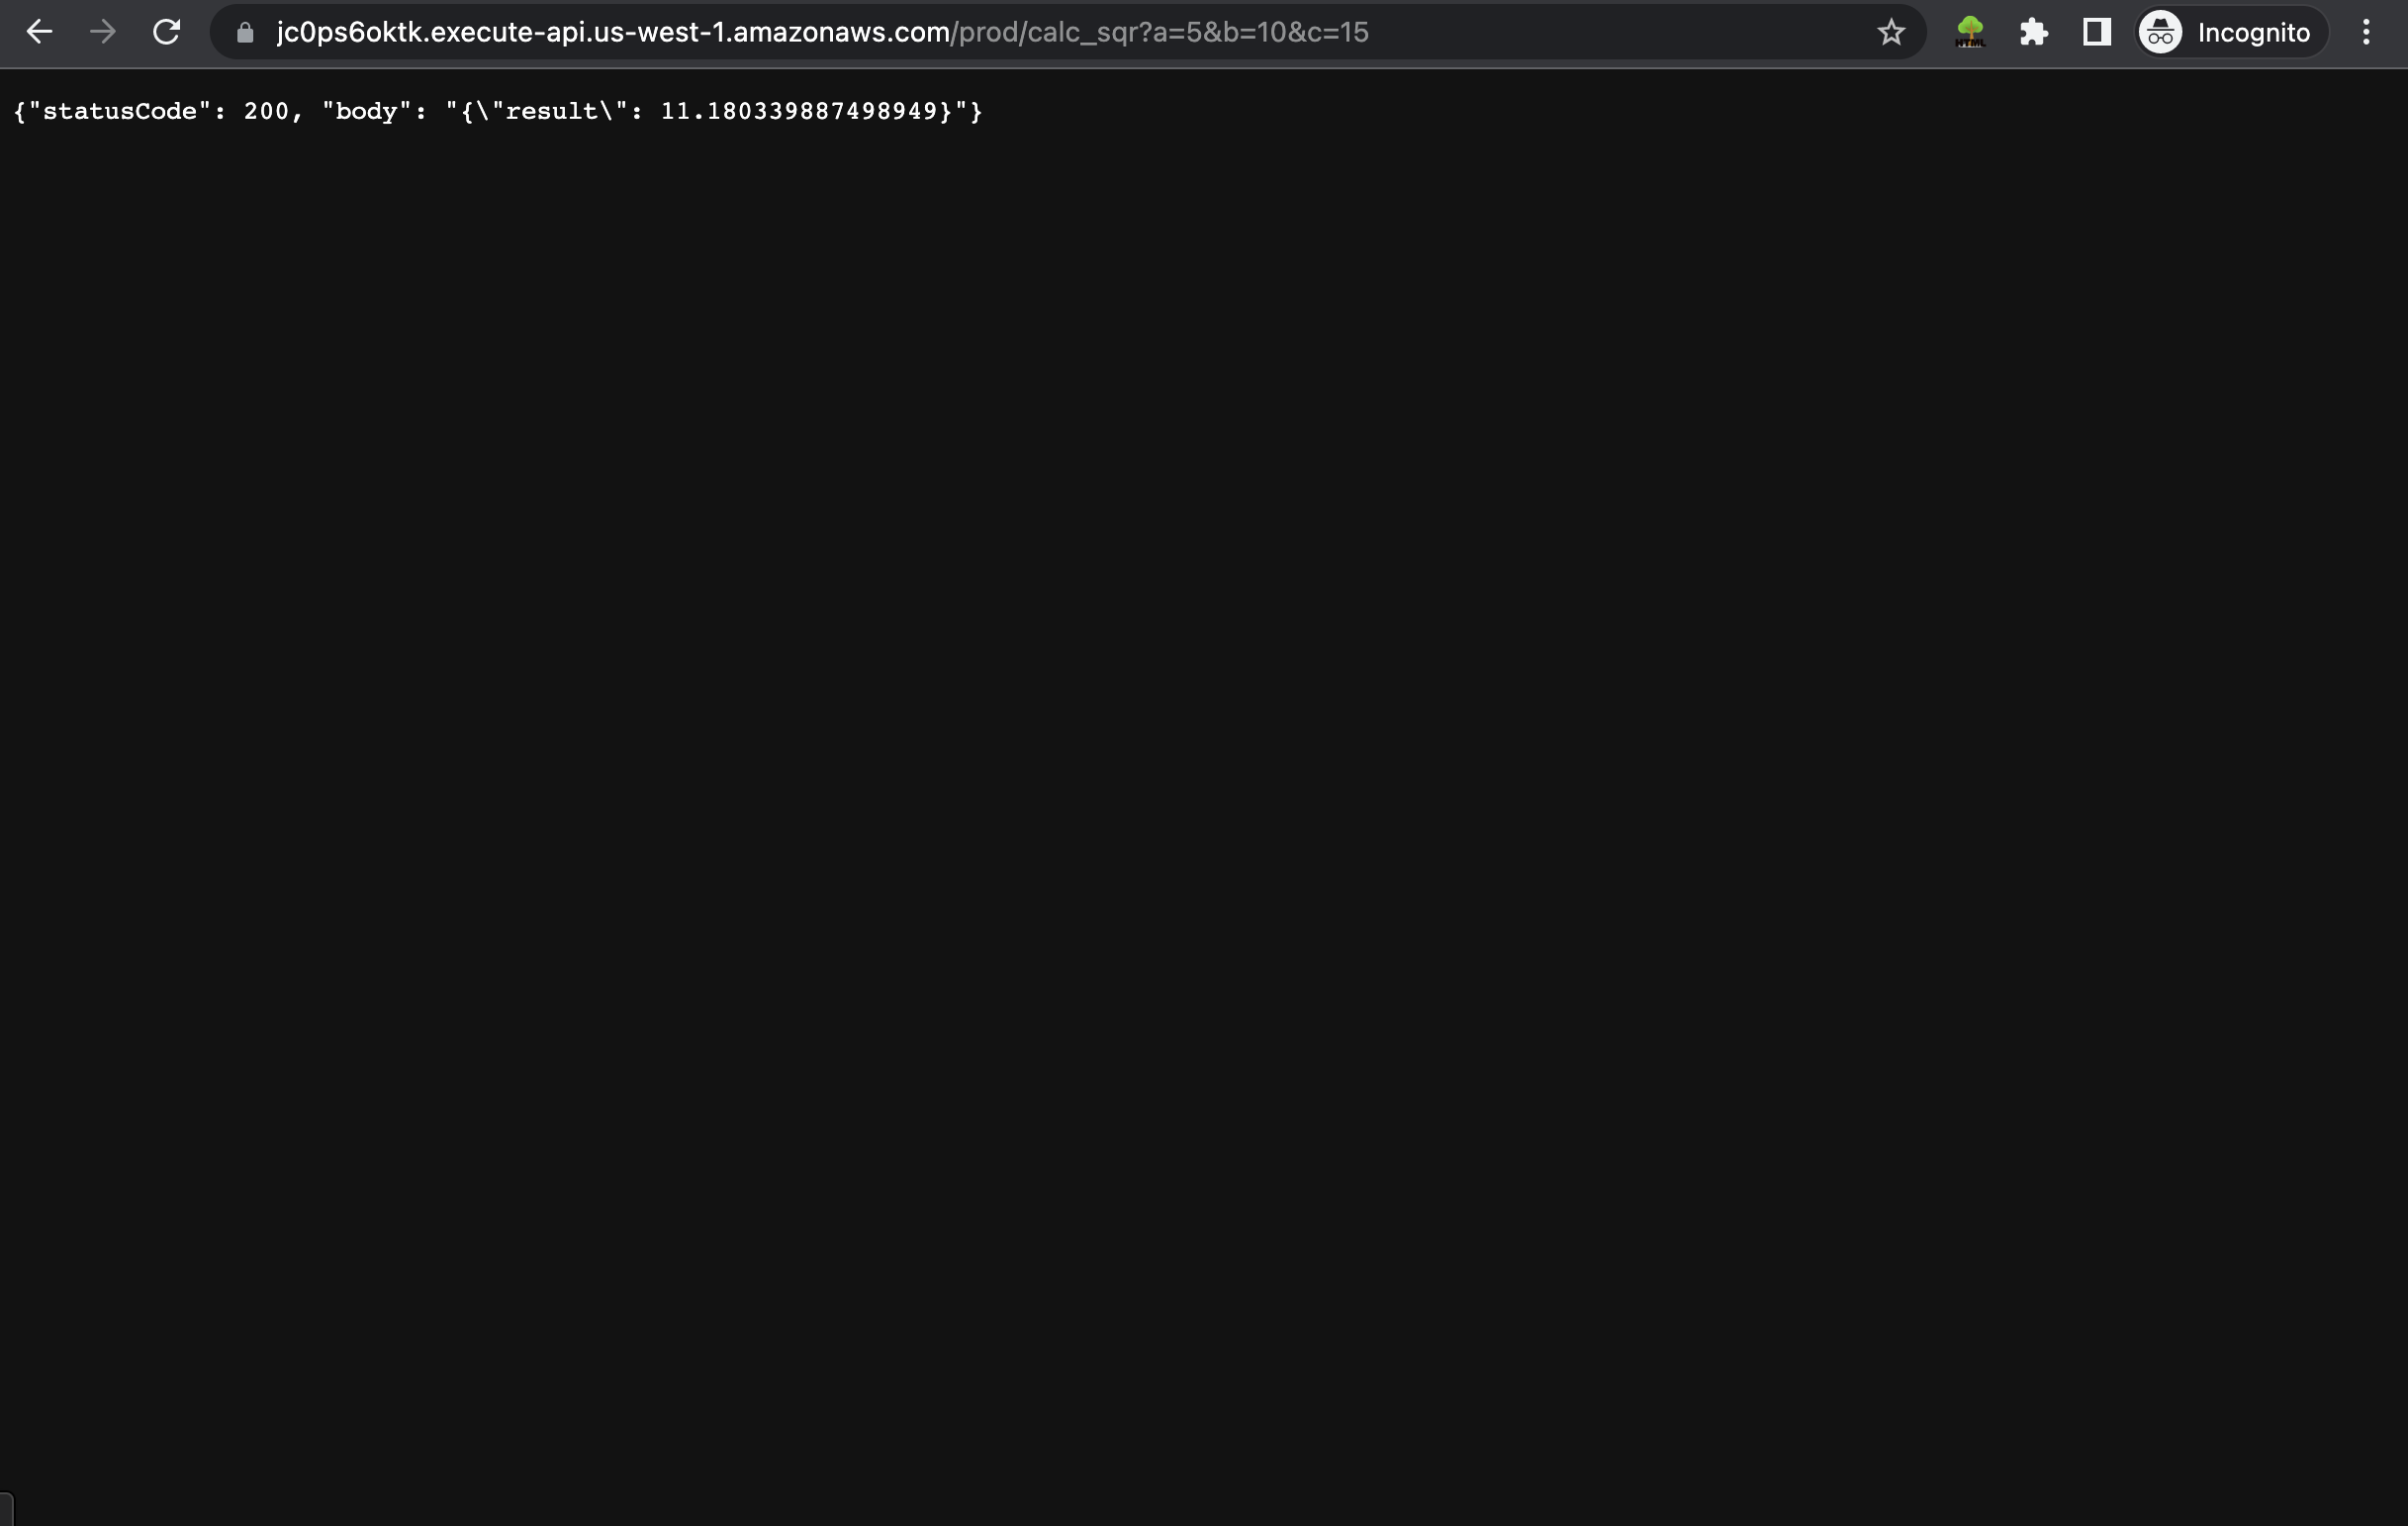 jc0ps6oktk.execute-api.us-west-1.amazonaws.com/prod/calc_sqr?a=5&b=10&c=15
HTML
Incognito
{"statusCode": 200, "body": "{\"result\": 11.180339887498949}"}